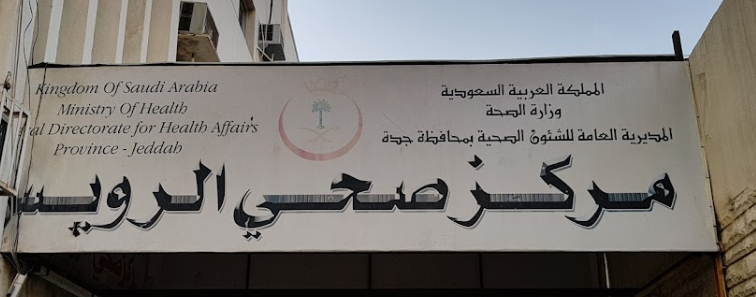 Kingdom Of Saudi Arabia
Ministry Of Health
Directorate for Health Affairs
Province - Jeddah
المملكة العربية السعودية
وزارة الصحة
المديرية العامة للشئون الصحية بمحافظة جدة
مركز صحي الرويس